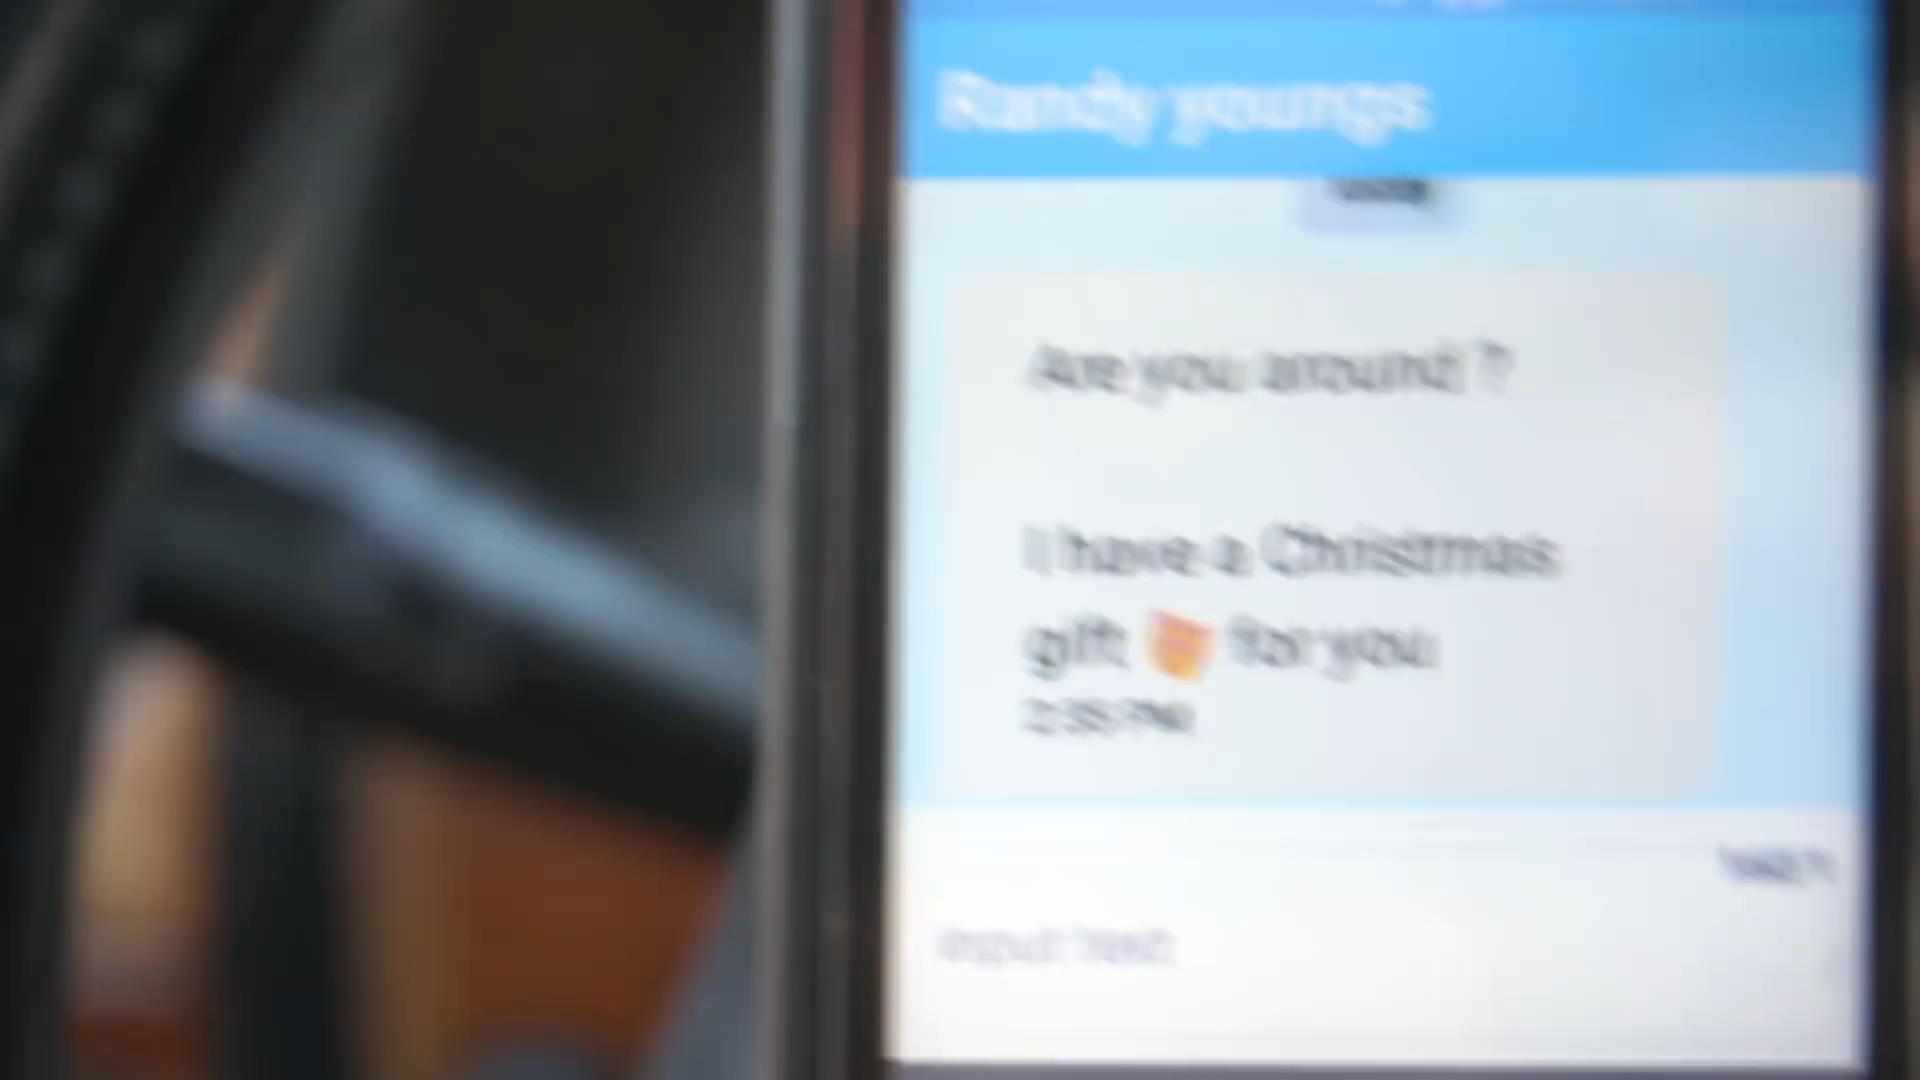 Randy youngs
Are you around ?
I have a Christmas
gift for you
Input text